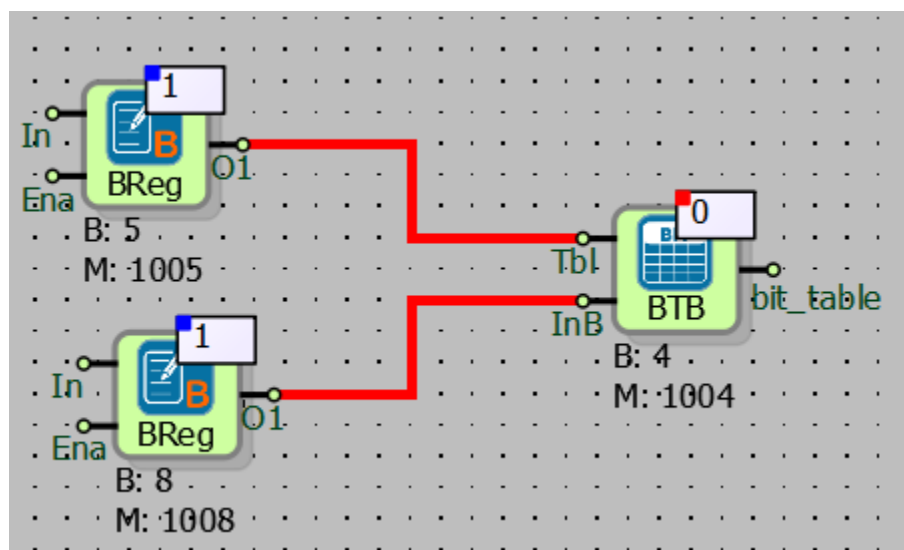 1
In
B
O1
BReg
Ena
B: 5
M: 1005
0
Tbl
BTB
bit_table
InB
B: 4
M: 1004
1
In
B
O1
BReg
Ena
B: 8
M: 1008